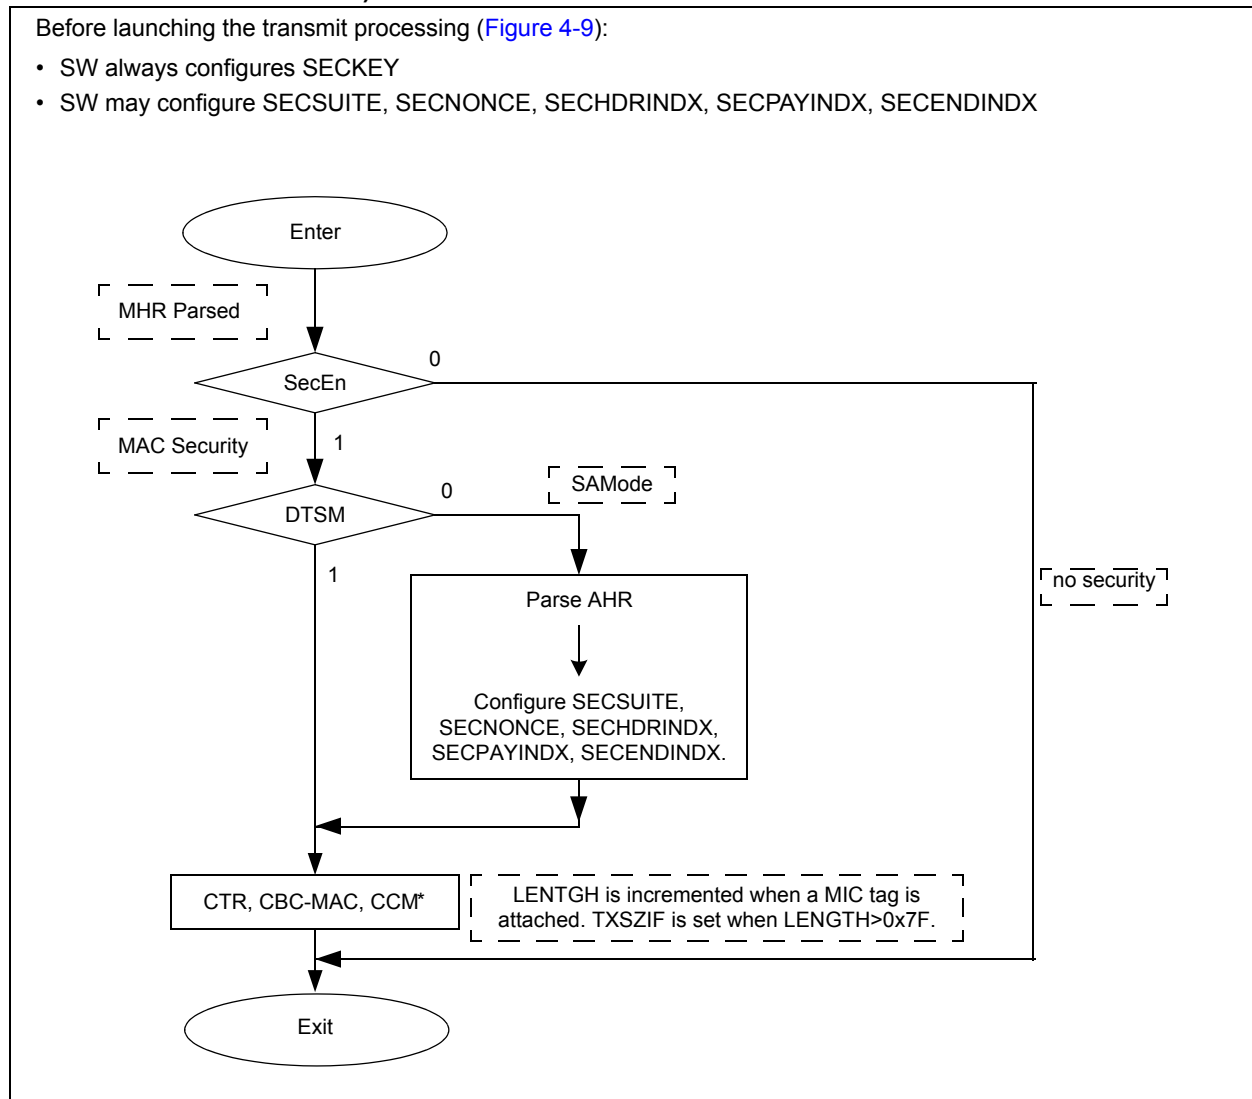 Before launching the transmit processing (Figure 4-9):
• SW always configures SECKEY
• SW may configure SECSUITE, SECNONCE, SECHDRINDX, SECPAYINDX, SECENDINDX
Enter
MHR Parsed
0
SecEn
MAC Security
1
0
SAMode
DTSM
1
no security
Parse AHR
Configure SECSUITE,
SECNONCE, SECHDRINDX,
SECPAYINDX, SECENDINDX.
CTR, CBC-MAC, CCM*
LENTGH is incremented when a MIC tag is
attached. TXSZIF is set when LENGTH>0x7F.
Exit